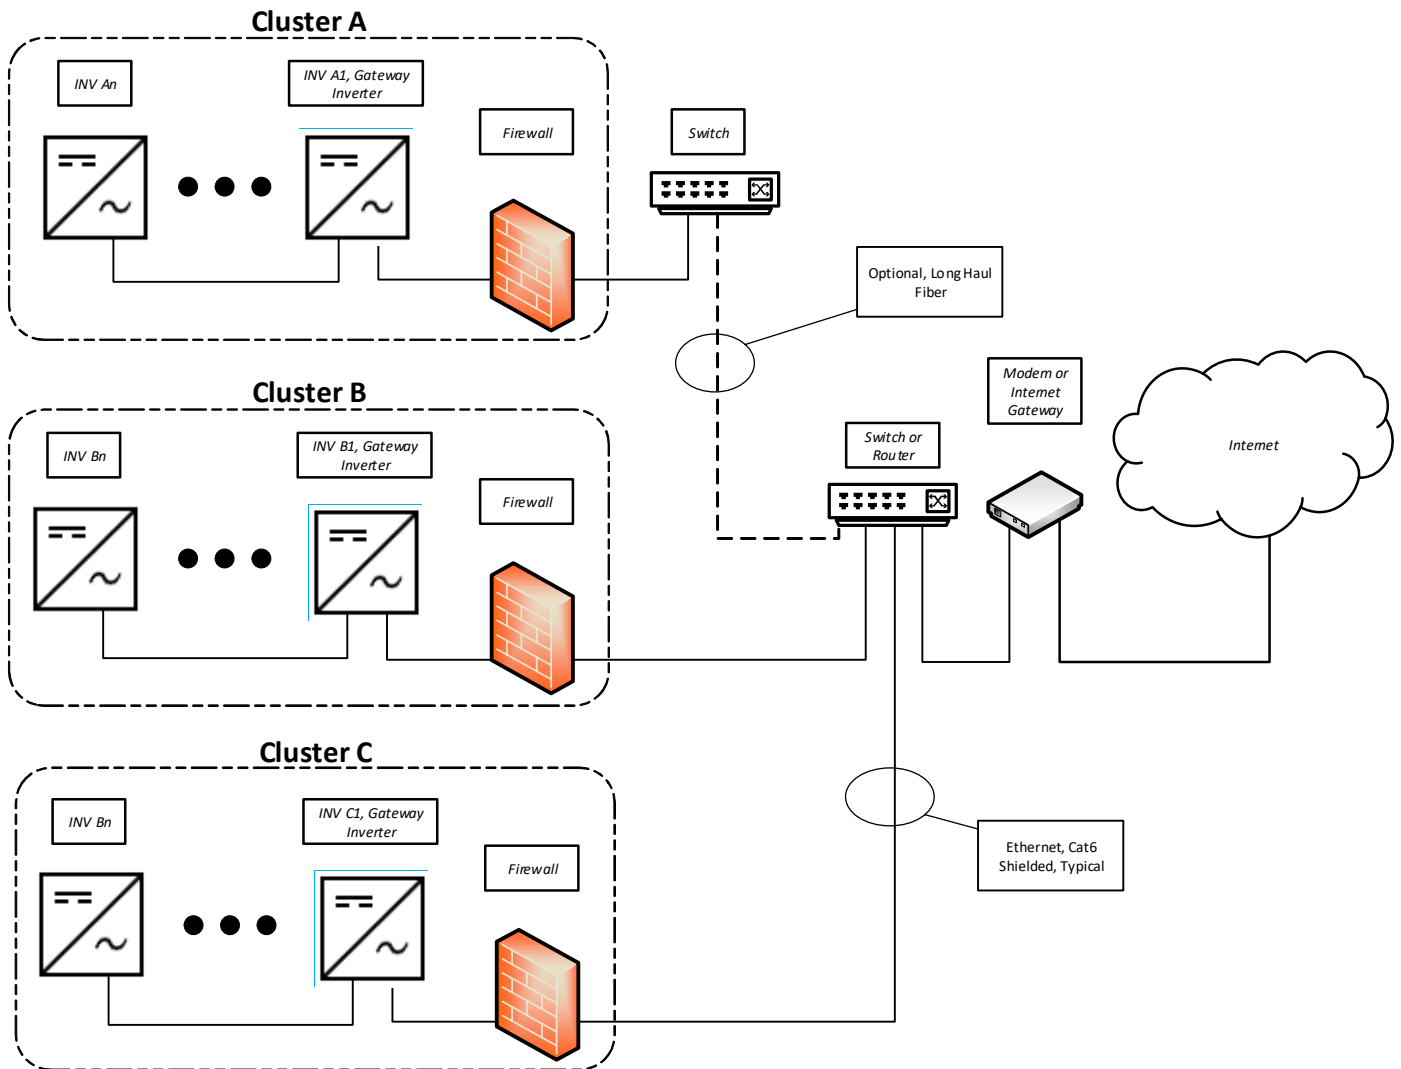 Cluster A
INV An
INV A1, Gateway
Inverter
Firewall
Switch
Optional, Long Haul
Fiber
Cluster B
INV Bn
INV B1, Gateway
Inverter
Firewall
Switch or
Router
Modem or
Internet
Gateway
Internet
Cluster C
INV Bn
INV C1, Gateway
Inverter
Firewall
Ethernet, Cat6
Shielded, Typical